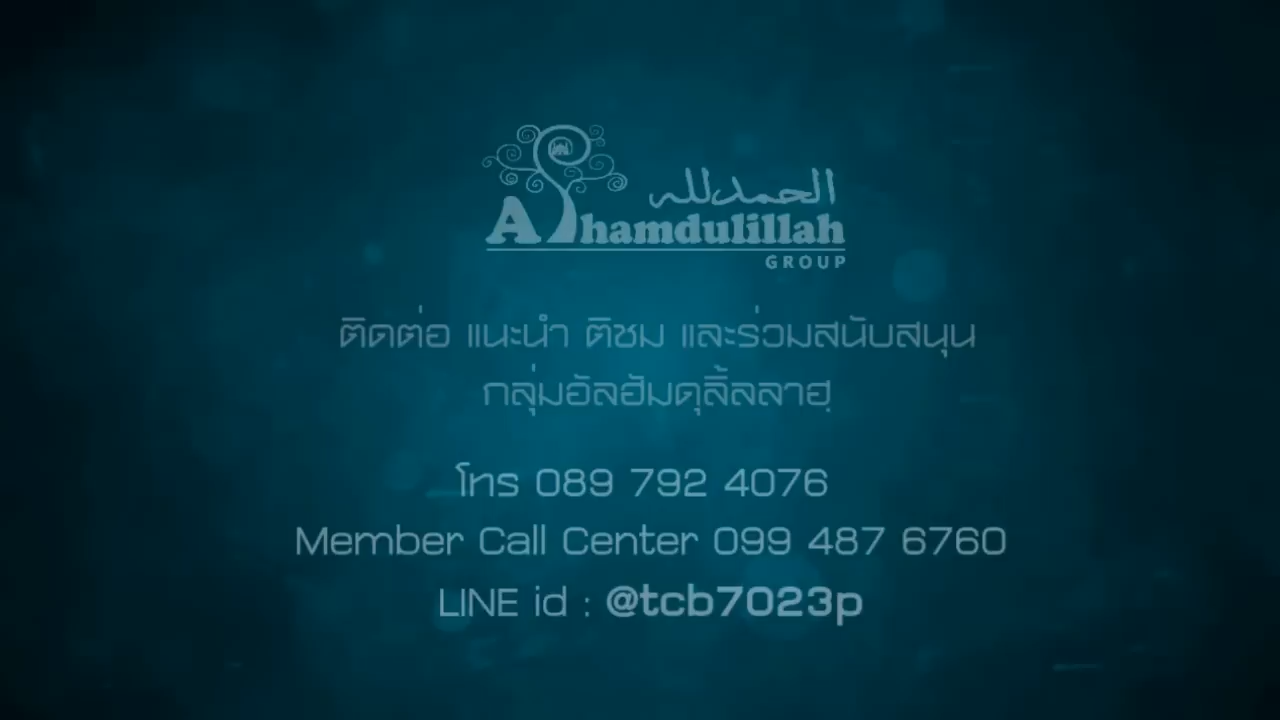 الحمدلله
Alhamdulillah
GROUP
ติดต่อ แนะนำ ติชม และร่วมสนับสนุน
กลุ่มอัลฮัมดุลิ้ลลาฮฺ
โทร 089 792 4076
Member Call Center 099 487 6760
LINE id : @tcb7023p